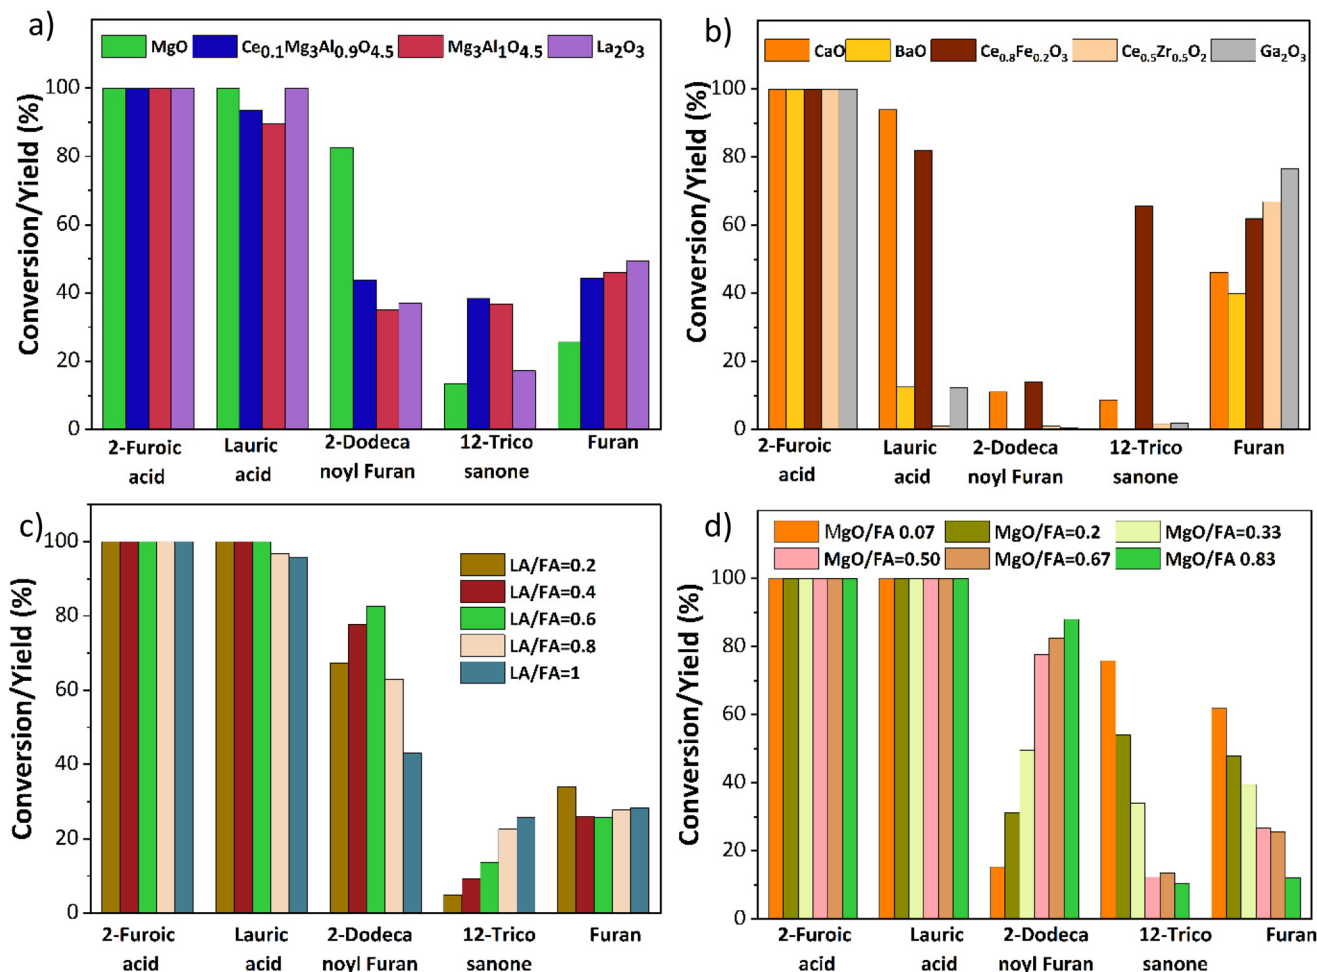 a)
MgO Ce0.1Mg3Al0.9O4.5 Mg3Al1O4.5 La2O3
Conversion/Yield (%)
100
80
60
40
20
0
2-Furoic acid
Lauric acid
2-Dodeca noyl Furan
12-Trico sanone
Furan
b)
CaO BaO Ce0.8Fe0.2O3 Ce0.5Zr0.5O2 Ga2O3
Conversion/Yield (%)
100
80
60
40
20
0
2-Furoic acid
Lauric acid
2-Dodeca noyl Furan
12-Trico sanone
Furan
c)
LA/FA=0.2
LA/FA=0.4
LA/FA=0.6
LA/FA=0.8
LA/FA=1
Conversion/Yield (%)
100
80
60
40
20
0
2-Furoic acid
Lauric acid
2-Dodeca noyl Furan
12-Trico sanone
Furan
d)
MgO/FA 0.07 MgO/FA=0.2 MgO/FA=0.33
MgO/FA=0.50 MgO/FA=0.67 MgO/FA 0.83
Conversion/Yield (%)
100
80
60
40
20
0
2-Furoic acid
Lauric acid
2-Dodeca noyl Furan
12-Trico sanone
Furan